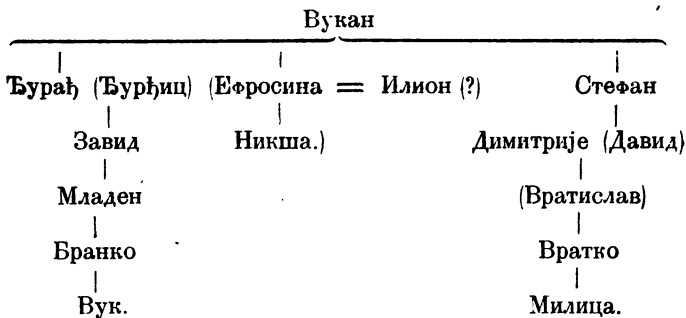 Вукан
Ђурађ (Ђурђиц) (Ефросина = Илион (?) Стефан
Завид Никша.) Димитрије (Давид)
Младен (Вратислав)
Бранко Вратко
Вук. Милица.